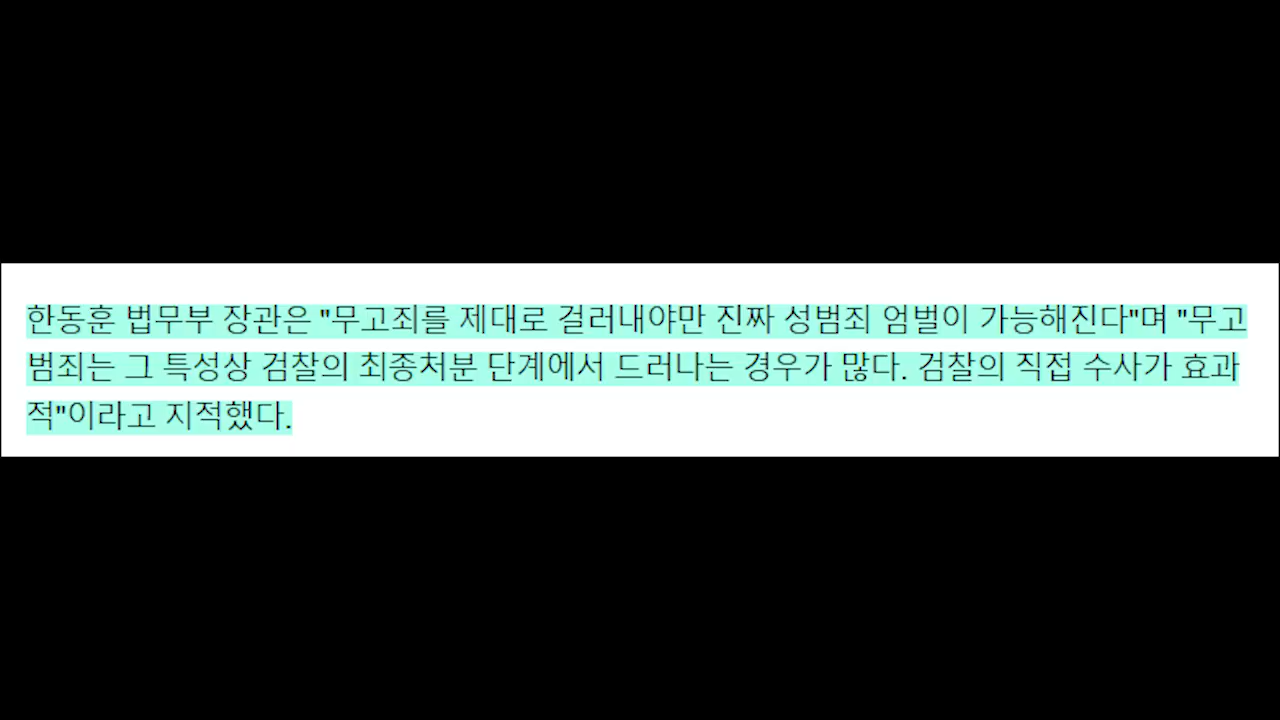 한동훈 법무부 장관은 "무고죄를 제대로 걸러내야만 진짜 성범죄 엄벌이 가능해진다"며 "무고
범죄는 그 특성상 검찰의 최종처분 단계에서 드러나는 경우가 많다. 검찰의 직접 수사가 효과
적"이라고 지적했다.